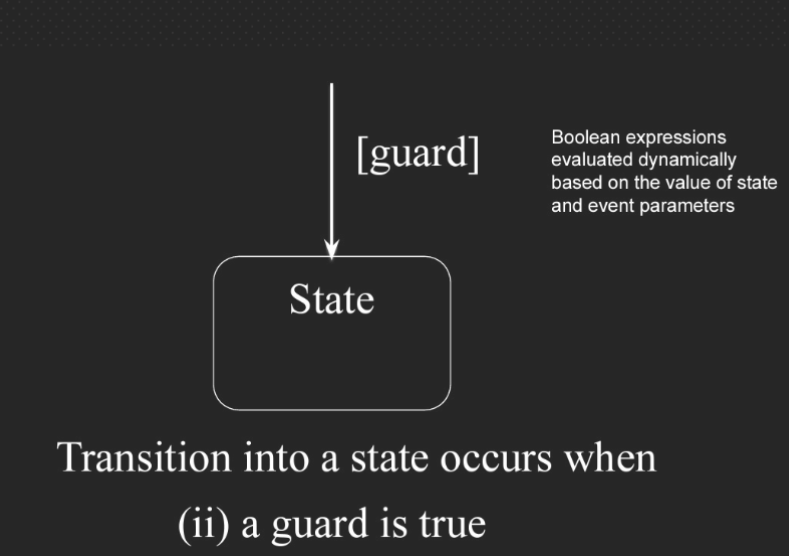 [guard]
Boolean expressions
evaluated dynamically
based on the value of state
and event parameters
State
Transition into a state occurs when
(ii) a guard is true